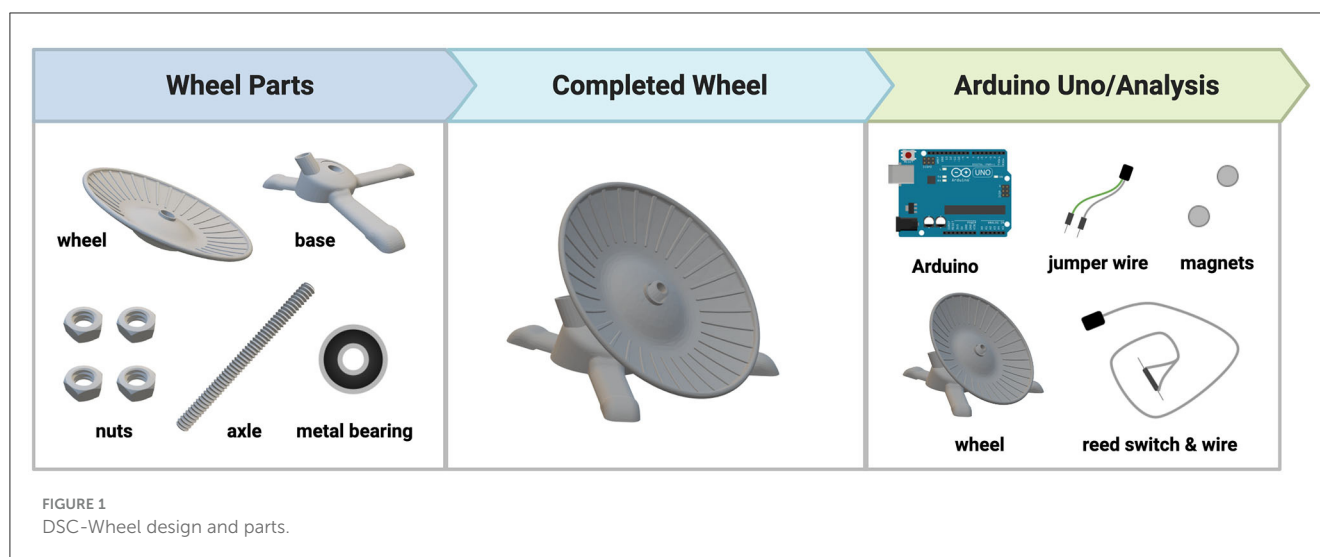 Wheel Parts
Completed Wheel
Arduino Uno/Analysis
wheel
base
nuts
axle
metal bearing
UNO
Arduino
jumper wire
magnets
wheel
reed switch & wire
FIGURE 1
DSC-Wheel design and parts.